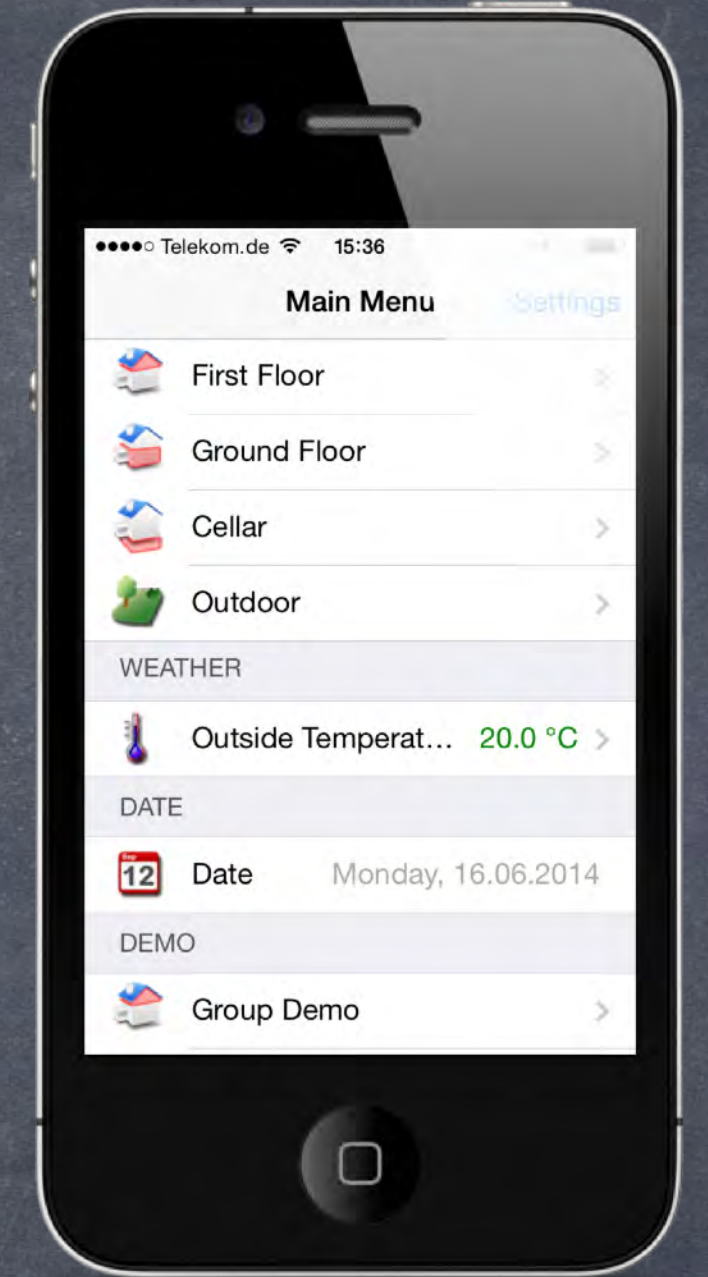 Telekom.de 15:36
Main Menu Settings
First Floor
Ground Floor
Cellar
Outdoor
WEATHER
Outside Temperat... 20.0 °C
DATE
Sep
12 Date Monday, 16.06.2014
DEMO
Group Demo